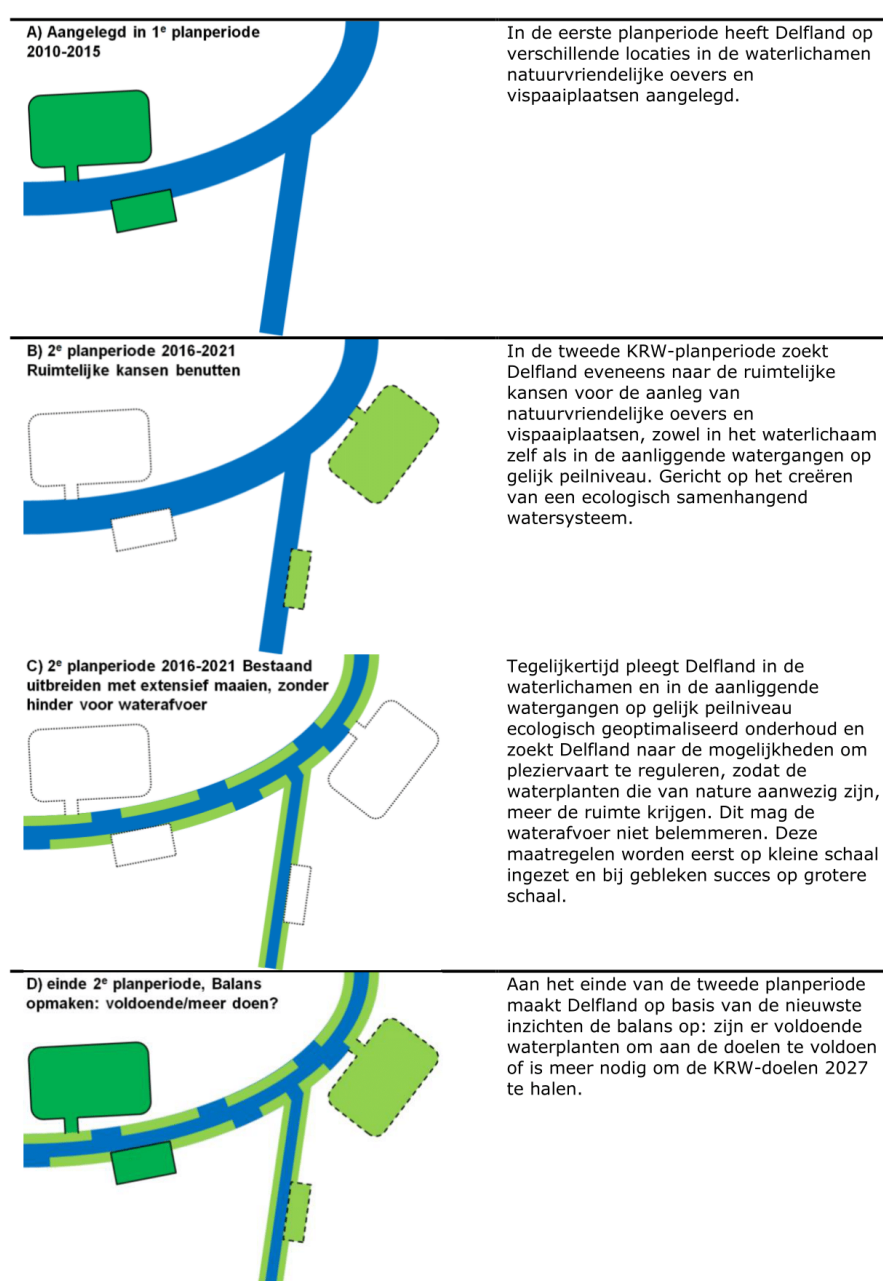 A) Aangelegd in 1e planperiode
2010-2015
In de eerste planperiode heeft Delfland op
verschillende locaties in de waterlichamen
natuurvriendelijke oevers en
vispaaiplaatsen aangelegd.
B) 2e planperiode 2016-2021
Ruimtelijke kansen benutten
In de tweede KRW-planperiode zoekt
Delfland eveneens naar de ruimtelijke
kansen voor de aanleg van
natuurvriendelijke oevers en
vispaaiplaatsen, zowel in het waterlichaam
zelf als in de aanliggende watergangen op
gelijk peilniveau. Gericht op het creëren
van een ecologisch samenhangend
watersysteem.
C) 2e planperiode 2016-2021 Bestaand
uitbreiden met extensief maaien, zonder
hinder voor waterafvoer
Tegelijkertijd pleegt Delfland in de
waterlichamen en in de aanliggende
watergangen op gelijk peilniveau
ecologisch geoptimaliseerd onderhoud en
zoekt Delfland naar de mogelijkheden om
pleziervaart te reguleren, zodat de
waterplanten die van nature aanwezig zijn,
meer de ruimte krijgen. Dit mag de
waterafvoer niet belemmeren. Deze
maatregelen worden eerst op kleine schaal
ingezet en bij gebleken succes op grotere
schaal.
D) einde 2e planperiode, Balans
opmaken: voldoende/meer doen?
Aan het einde van de tweede planperiode
maakt Delfland op basis van de nieuwste
inzichten de balans op: zijn er voldoende
waterplanten om aan de doelen te voldoen
of is meer nodig om de KRW-doelen 2027
te halen.